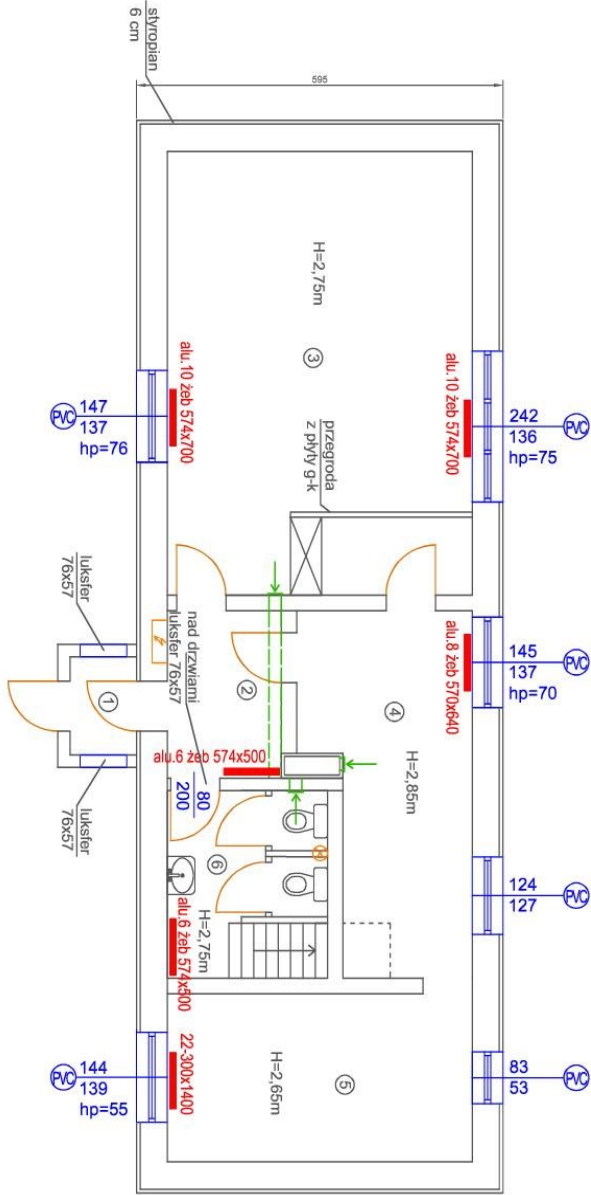 styropian
6 cm
595
H=2,75m
3
alu.10 żeb 574x700
alu.10 żeb 574x700
PVC
147
137
hp=76
242
136
hp=75
PVC
przegroda
z płyty g-k
luksfer
76x57
nad drzwiami
luksfer 76x57
1
2
4
alu.8 żeb 570x640
145
137
hp=70
PVC
luksfer
76x57
alu.6 żeb 574x500
80
200
H=2,85m
6
H=2,75m
alu.6 żeb 574x500
124
127
PVC
22-300x1400
H=2,65m
5
PVC
144
139
hp=55
83
53
PVC